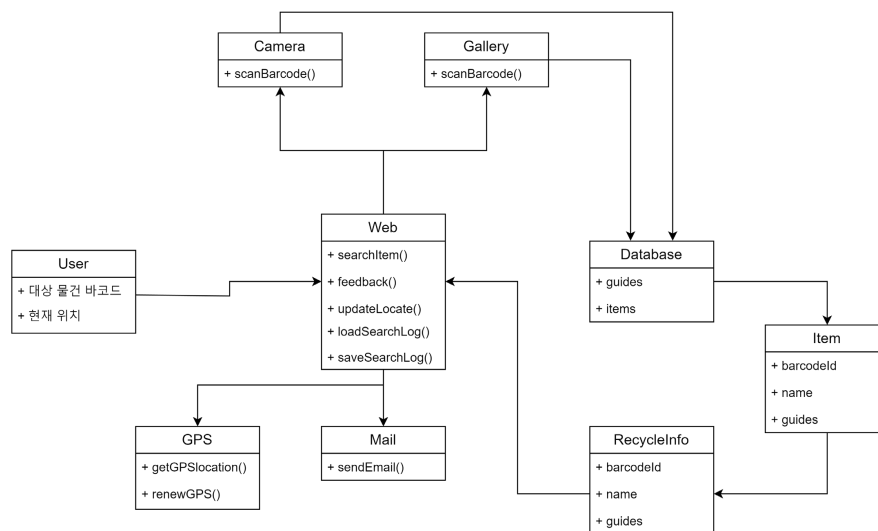 Camera
+ scanBarcode()
Gallery
+ scanBarcode()
Web
+ searchItem()
+ feedback()
+ updateLocate()
+ loadSearchLog()
+ saveSearchLog()
User
+ 대상 물건 바코드
+ 현재 위치
Database
+ guides
+ items
Item
+ barcodeId
+ name
+ guides
GPS
+ getGPSlocation()
+ renewGPS()
Mail
+ sendEmail()
RecycleInfo
+ barcodeId
+ name
+ guides